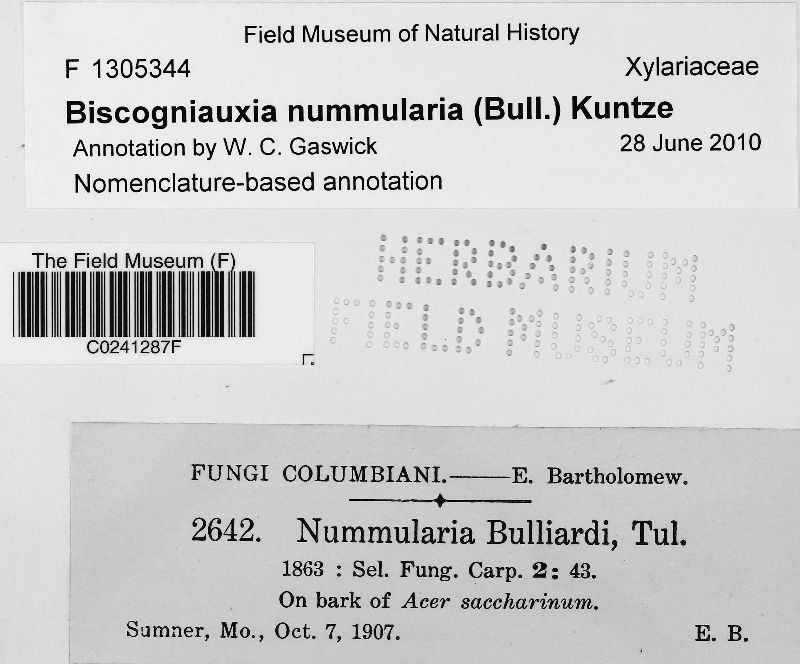 Field Museum of Natural History
F 1305344 Xylariaceae
Biscogniauxia nummularia (Bull.) Kuntze
Annotation by W. C. Gaswick 28 June 2010
Nomenclature-based annotation
The Field Museum (F)
C0241287F
HERBARIUM
FIELD MUSEUM
FUNGI COLUMBIANI.——E. Bartholomew.
2642. Nummularia Bulliardi, Tul.
1863 : Sel. Fung. Carp. 2: 43.
On bark of Acer saccharinum.
Sumner, Mo., Oct. 7, 1907. E. B.